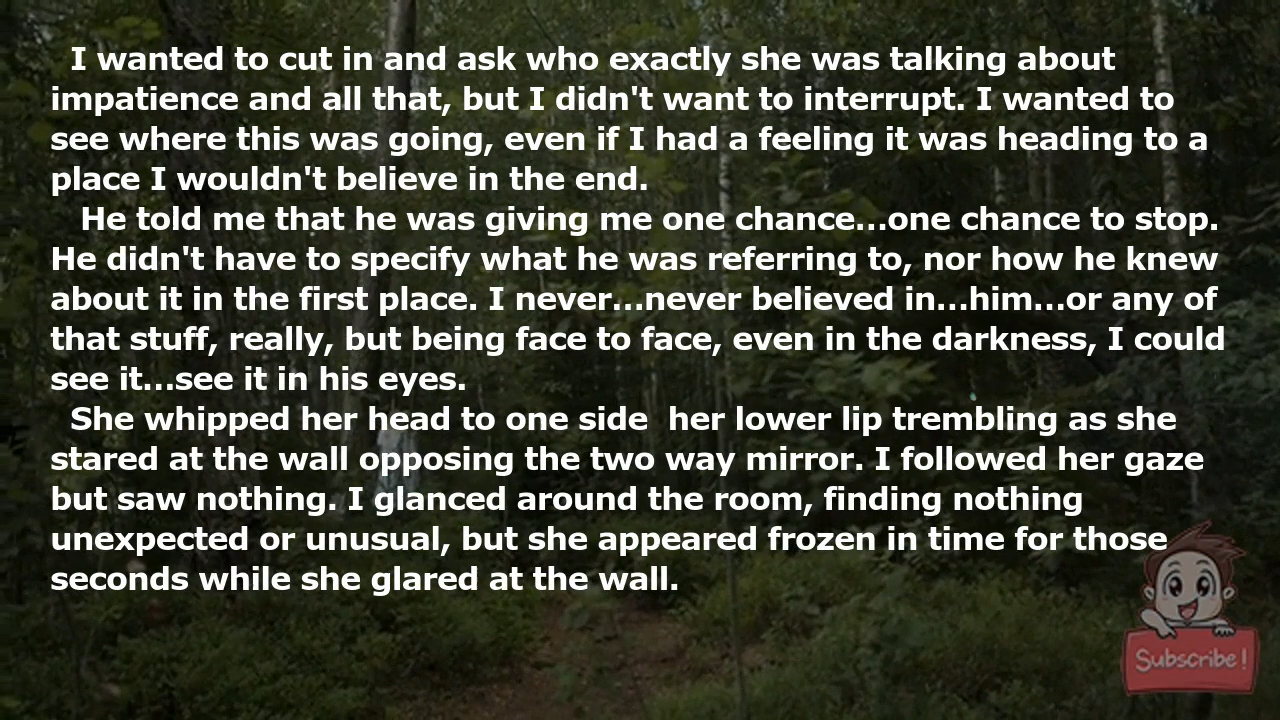 I wanted to cut in and ask who exactly she was talking about
impatience and all that, but I didn't want to interrupt. I wanted to
see where this was going, even if I had a feeling it was heading to a
place I wouldn't believe in the end.
He told me that he was giving me one chance...one chance to stop.
He didn't have to specify what he was referring to, nor how he knew
about it in the first place. I never...never believed in...him...or any of
that stuff, really, but being face to face, even in the darkness, I could
see it...see it in his eyes.
She whipped her head to one side  her lower lip trembling as she
stared at the wall opposing the two way mirror. I followed her gaze
but saw nothing. I glanced around the room, finding nothing
unexpected or unusual, but she appeared frozen in time for those
seconds while she glared at the wall.
Subscribe!